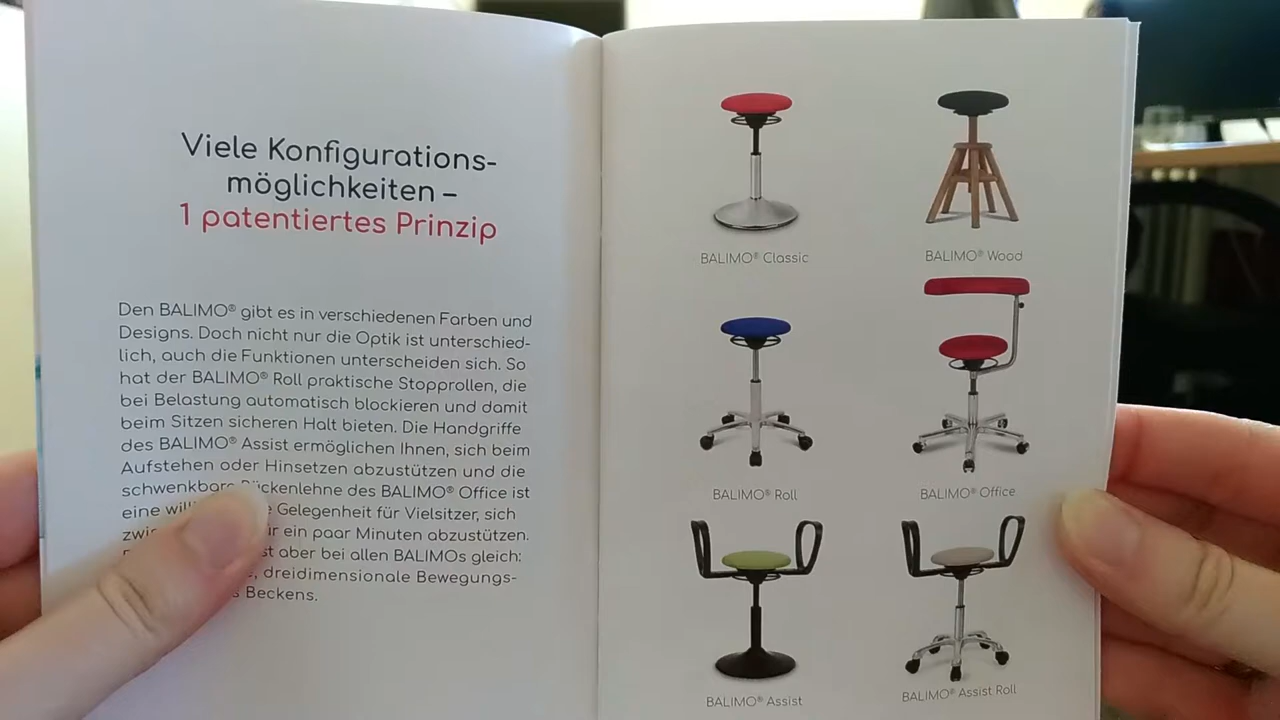 Viele Konfigurations-
möglichkeiten –
1 patentiertes Prinzip
Den BALIMO® gibt es in verschiedenen Farben und
Designs. Doch nicht nur die Optik ist unterschied-
lich, auch die Funktionen unterscheiden sich. So
hat der BALIMO® Roll praktische Stopprollen, die
bei Belastung automatisch blockieren und damit
beim Sitzen sicheren Halt bieten. Die Handgriffe
des BALIMO® Assist ermöglichen Ihnen, sich beim
Aufstehen oder Hinsetzen abzustützen und die
schwenkbare Rückenlehne des BALIMO® Office ist
eine Gelegenheit für Vielsitzer, sich
ein paar Minuten abzustützen.
aber bei allen BALIMOs gleich:
dreidimensionale Bewegungs-
Beckens.
BALIMO® Classic
BALIMO® Wood
BALIMO® Roll
BALIMO® Office
BALIMO® Assist
BALIMO® Assist Roll